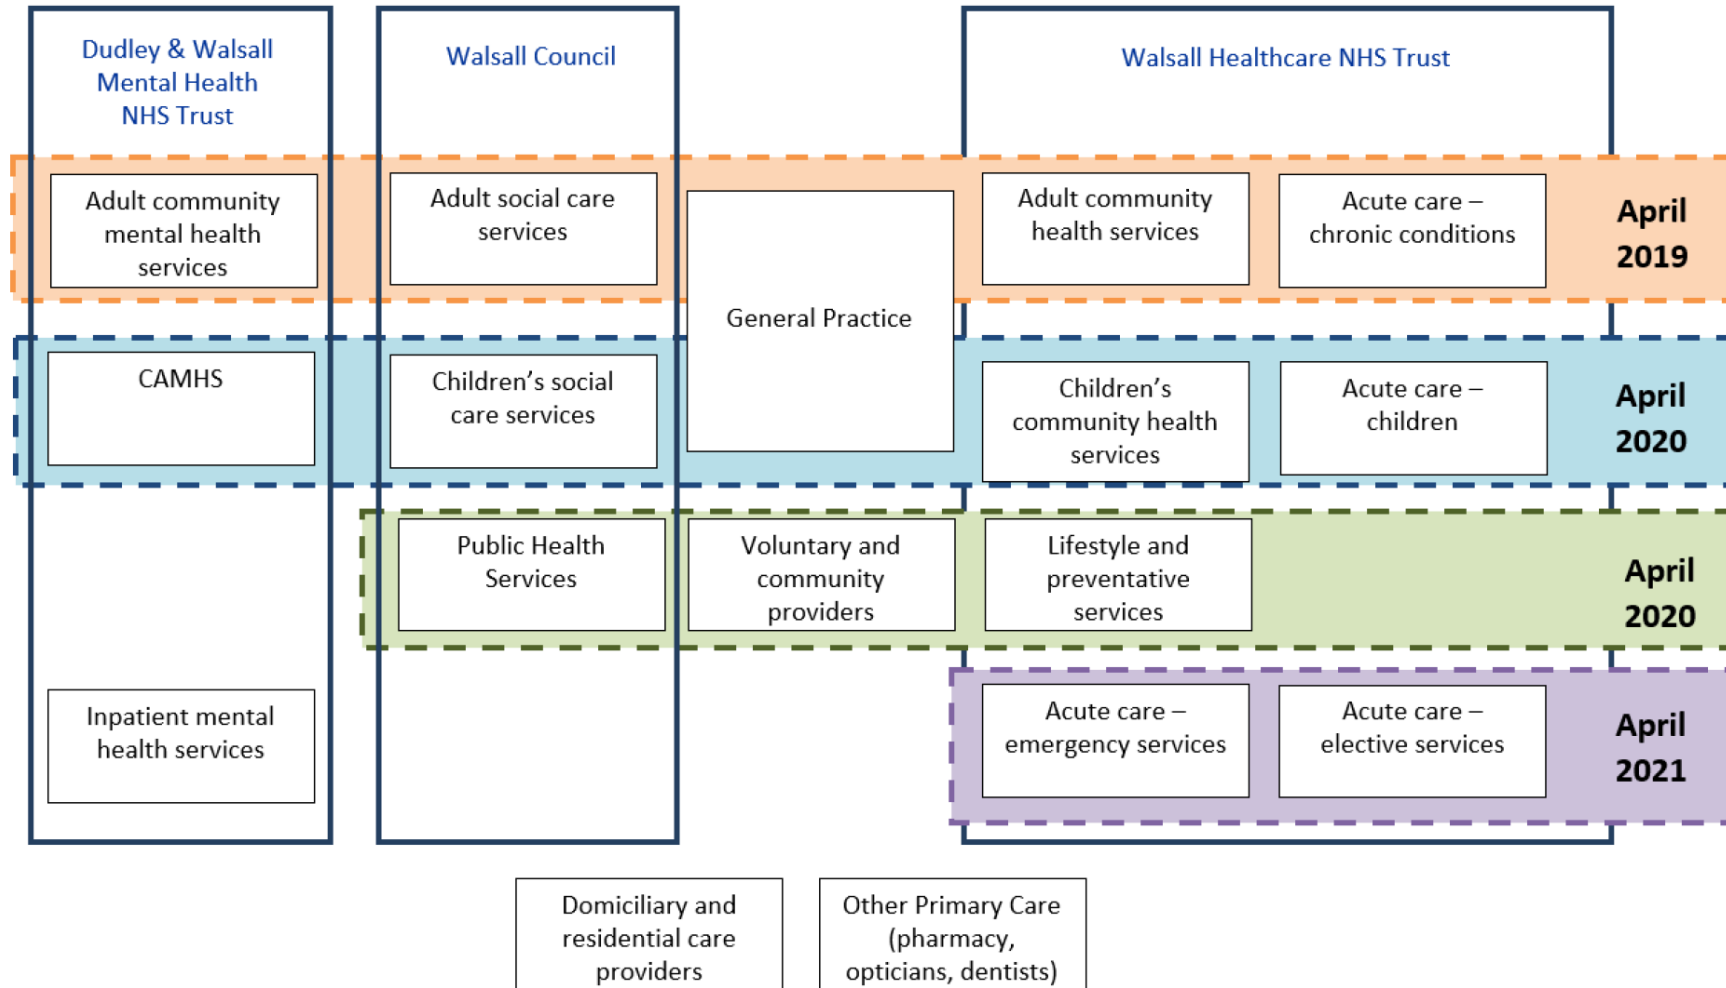 Dudley & Walsall
Mental Health
NHS Trust
Walsall Council
Walsall Healthcare NHS Trust
Adult community
mental health
services
Adult social care
services
General Practice
Adult community
health services
Acute care –
chronic conditions
April
2019
CAMHS
Children’s social
care services
Children’s
community health
services
Acute care –
children
April
2020
Public Health
Services
Voluntary and
community
providers
Lifestyle and
preventative
services
April
2020
Inpatient mental
health services
Acute care –
emergency services
Acute care –
elective services
April
2021
Domiciliary and
residential care
providers
Other Primary Care
(pharmacy,
opticians, dentists)